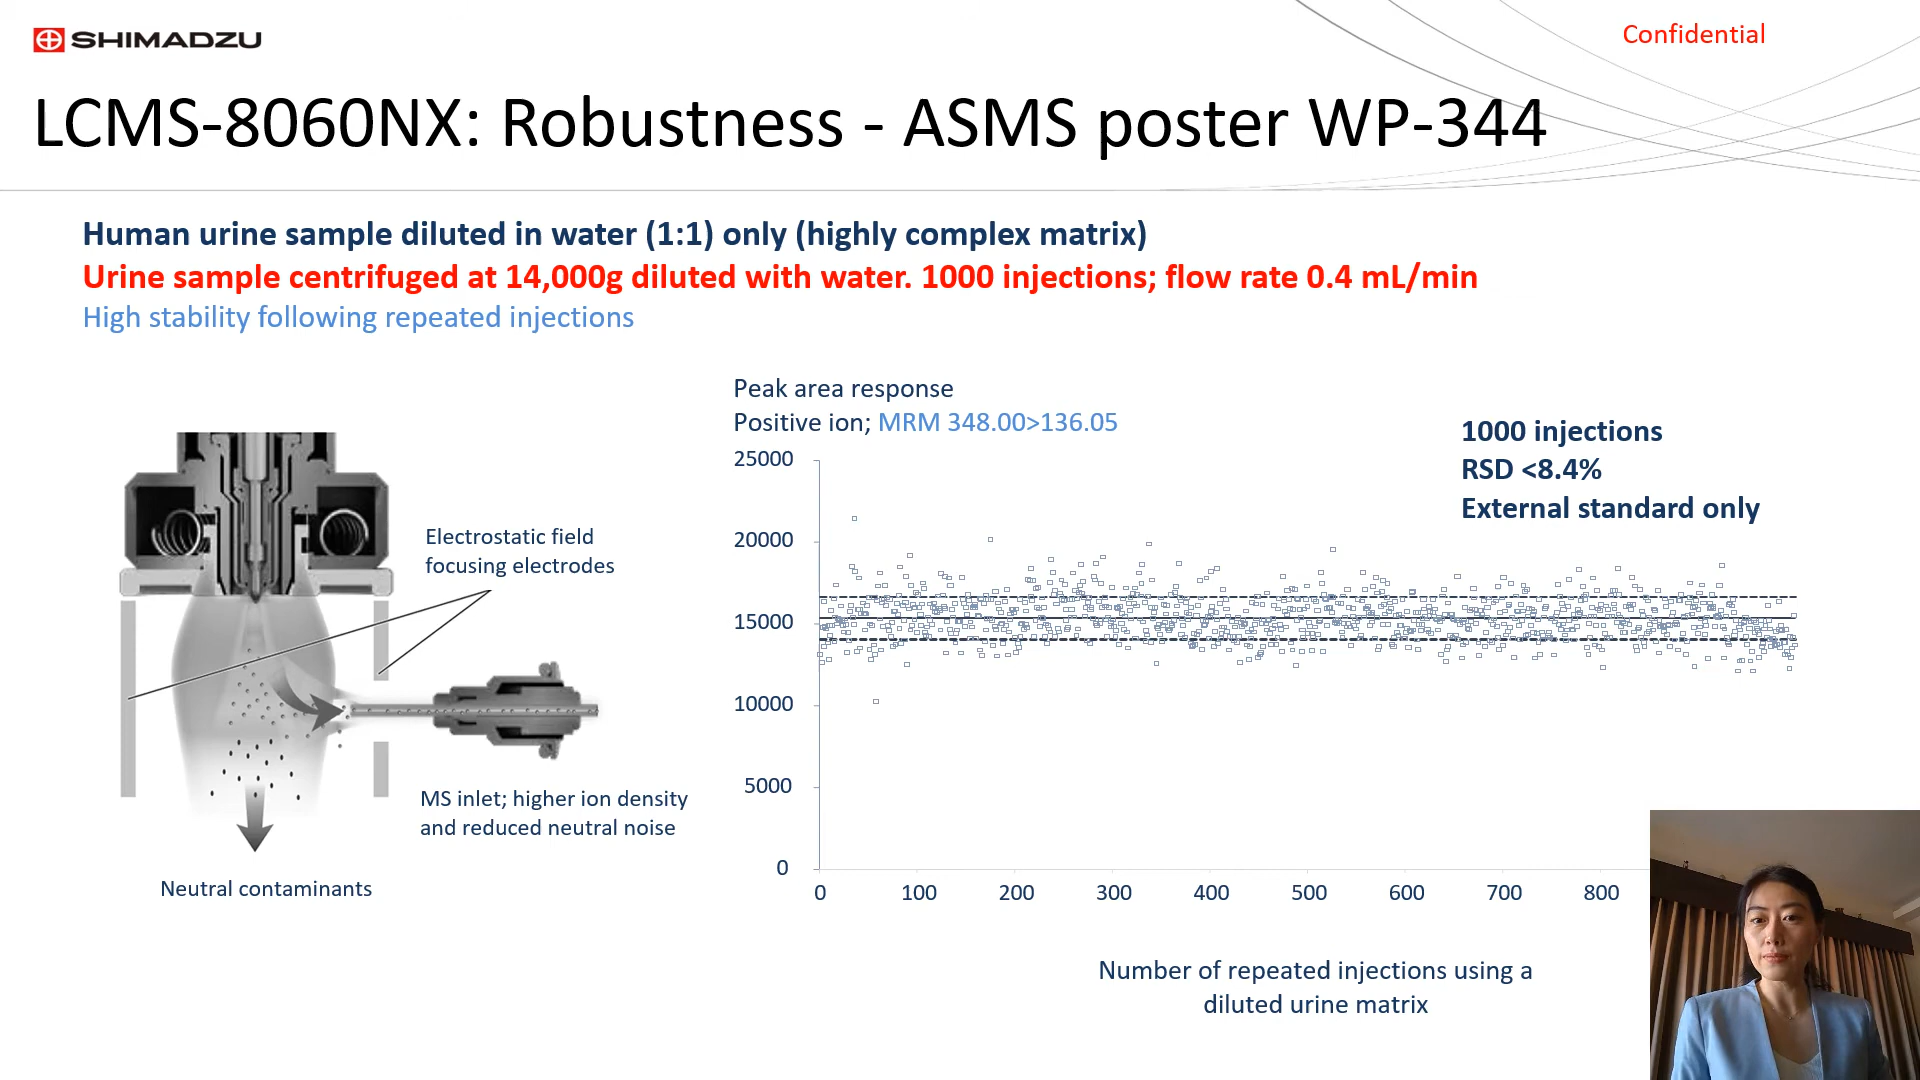 SHIMADZU
Confidential
LCMS-8060NX: Robustness - ASMS poster WP-344
Human urine sample diluted in water (1:1) only (highly complex matrix)
Urine sample centrifuged at 14,000g diluted with water. 1000 injections; flow rate 0.4 mL/min
High stability following repeated injections
Electrostatic field
focusing electrodes
MS inlet; higher ion density
and reduced neutral noise
Neutral contaminants
Peak area response
Positive ion; MRM 348.00>136.05
1000 injections
RSD <8.4%
External standard only
25000
20000
15000
10000
5000
0
0 100 200 300 400 500 600 700 800
Number of repeated injections using a
diluted urine matrix